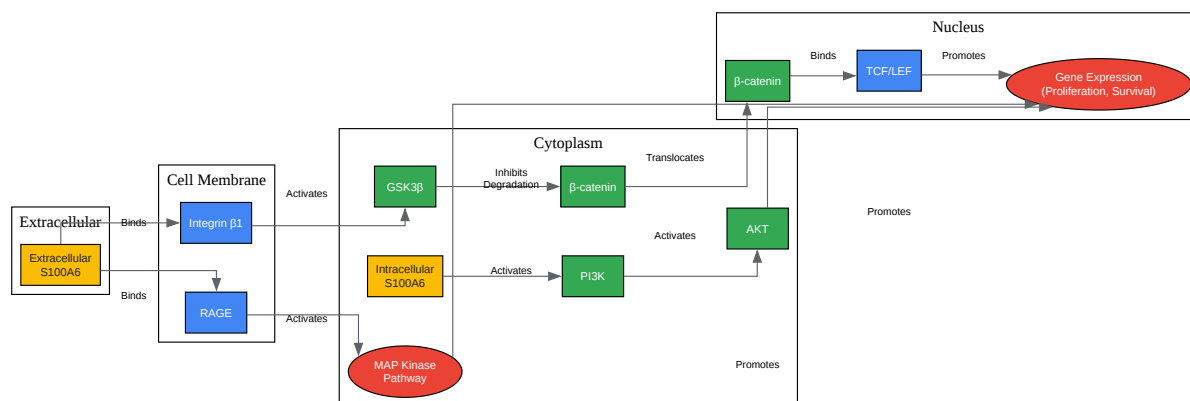 Nucleus
β-catenin
Binds
TCF/LEF
Promotes
Gene Expression
(Proliferation, Survival)
Cytoplasm
GSK3β
Inhibits
Degradation
β-catenin
Translocates
Cell Membrane
Activates
Integrin β1
Extracellular
Binds
Extracellular
S100A6
Binds
RAGE
Activates
Intracellular
S100A6
Activates
PI3K
Activates
AKT
Promotes
MAP Kinase
Pathway
Promotes